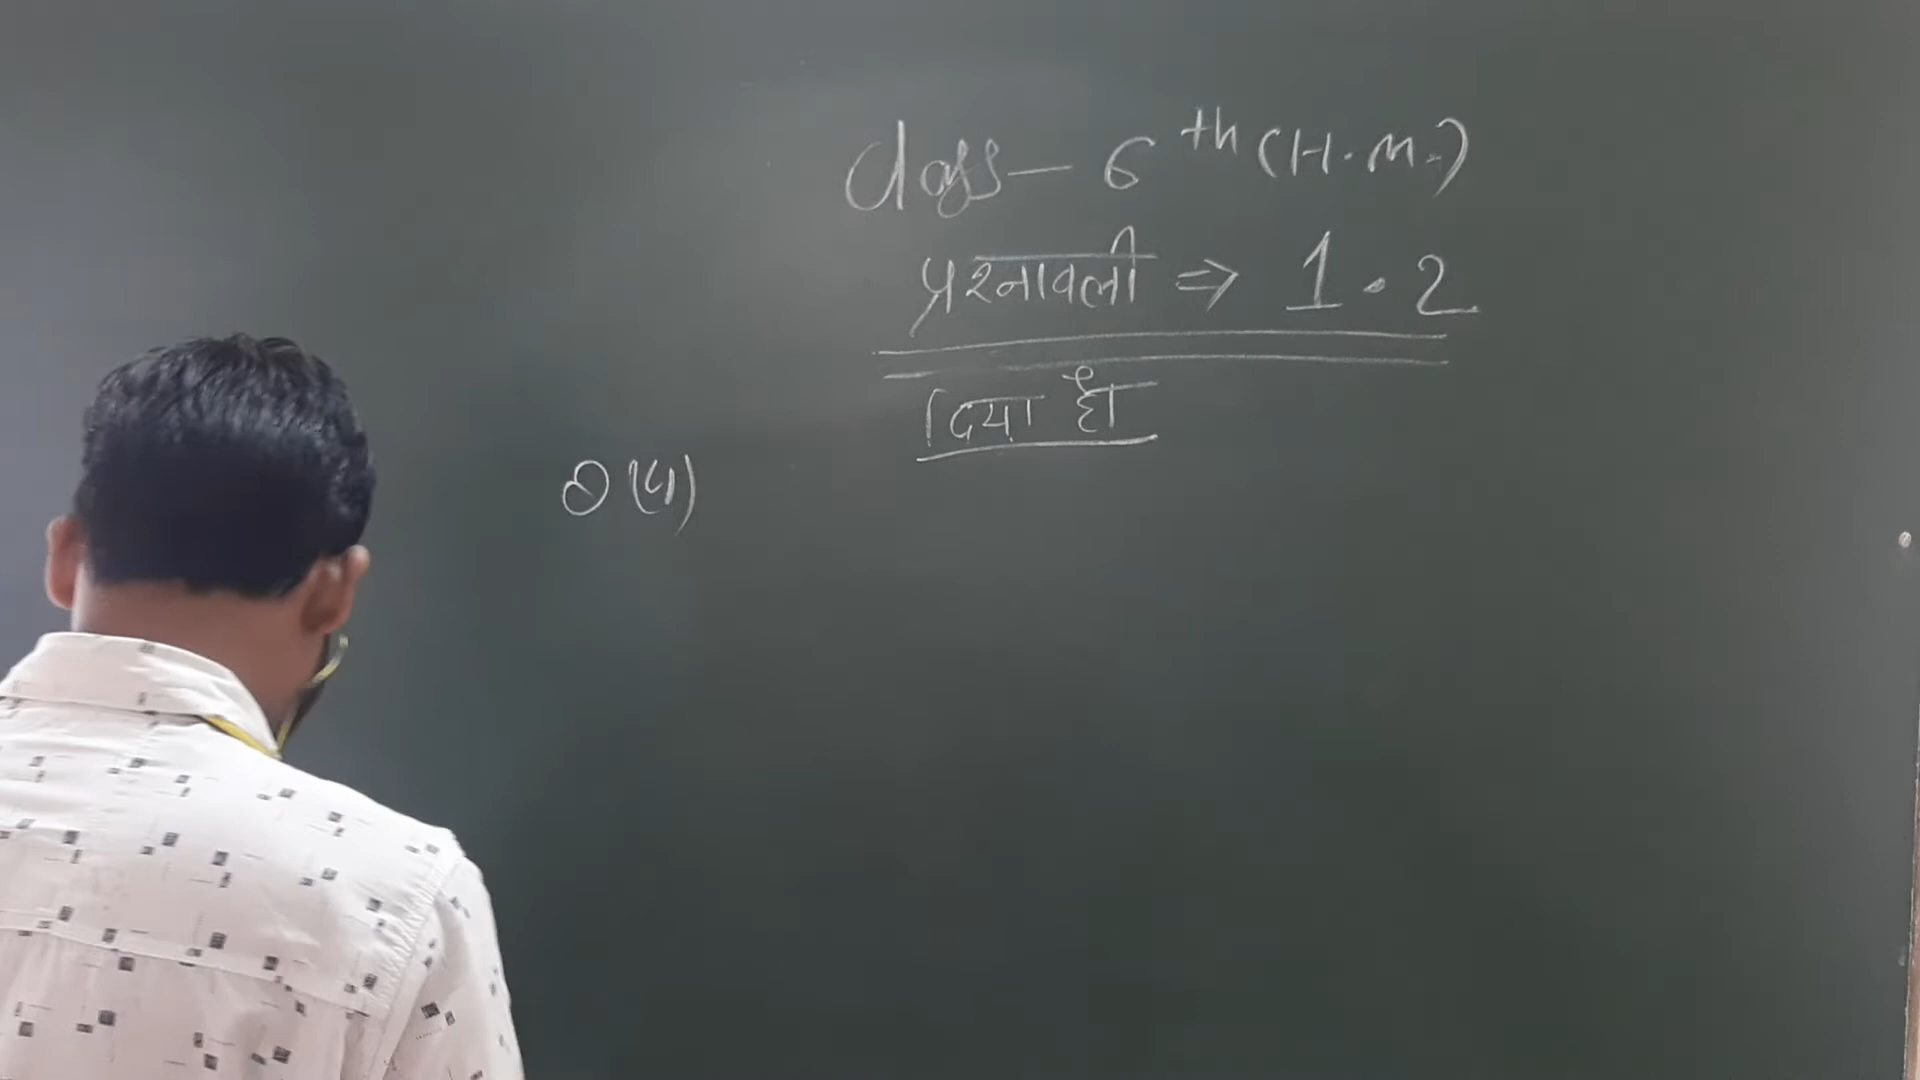 Class — 6th (H.M.)
प्रश्नावली ⇒ 1.2
दिया है
Q (4)